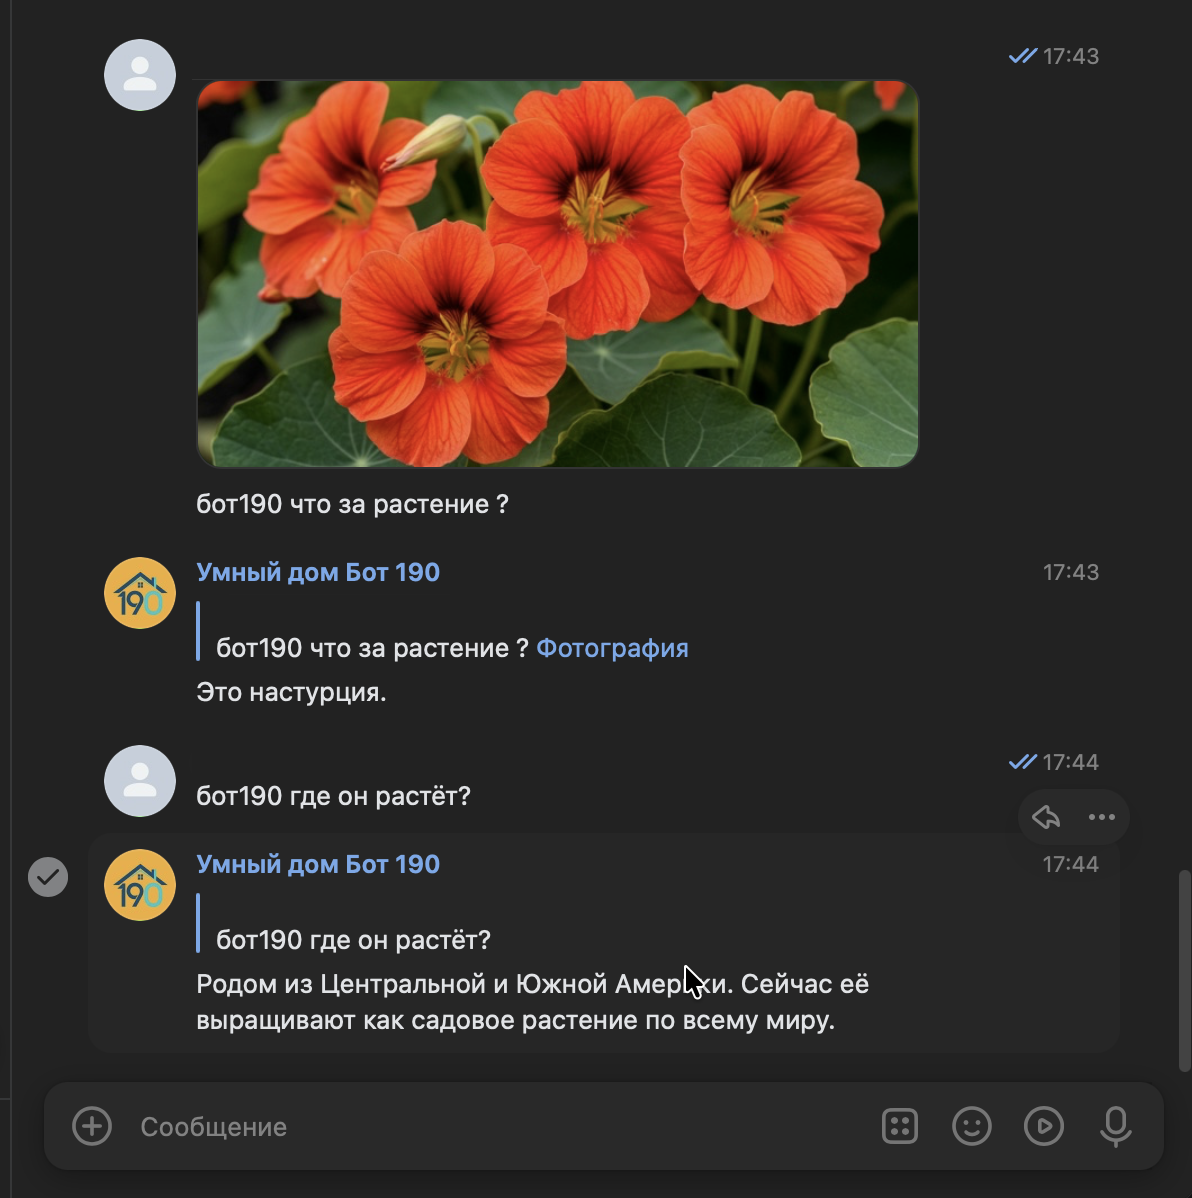 17:43
бот190 что за растение ?
190
Умный дом Бот 190
17:43
бот190 что за растение ? Фотография
Это настурция.
17:44
бот190 где он растёт?
190
Умный дом Бот 190
17:44
бот190 где он растёт?
Родом из Центральной и Южной Америки. Сейчас её
выращивают как садовое растение по всему миру.
Сообщение